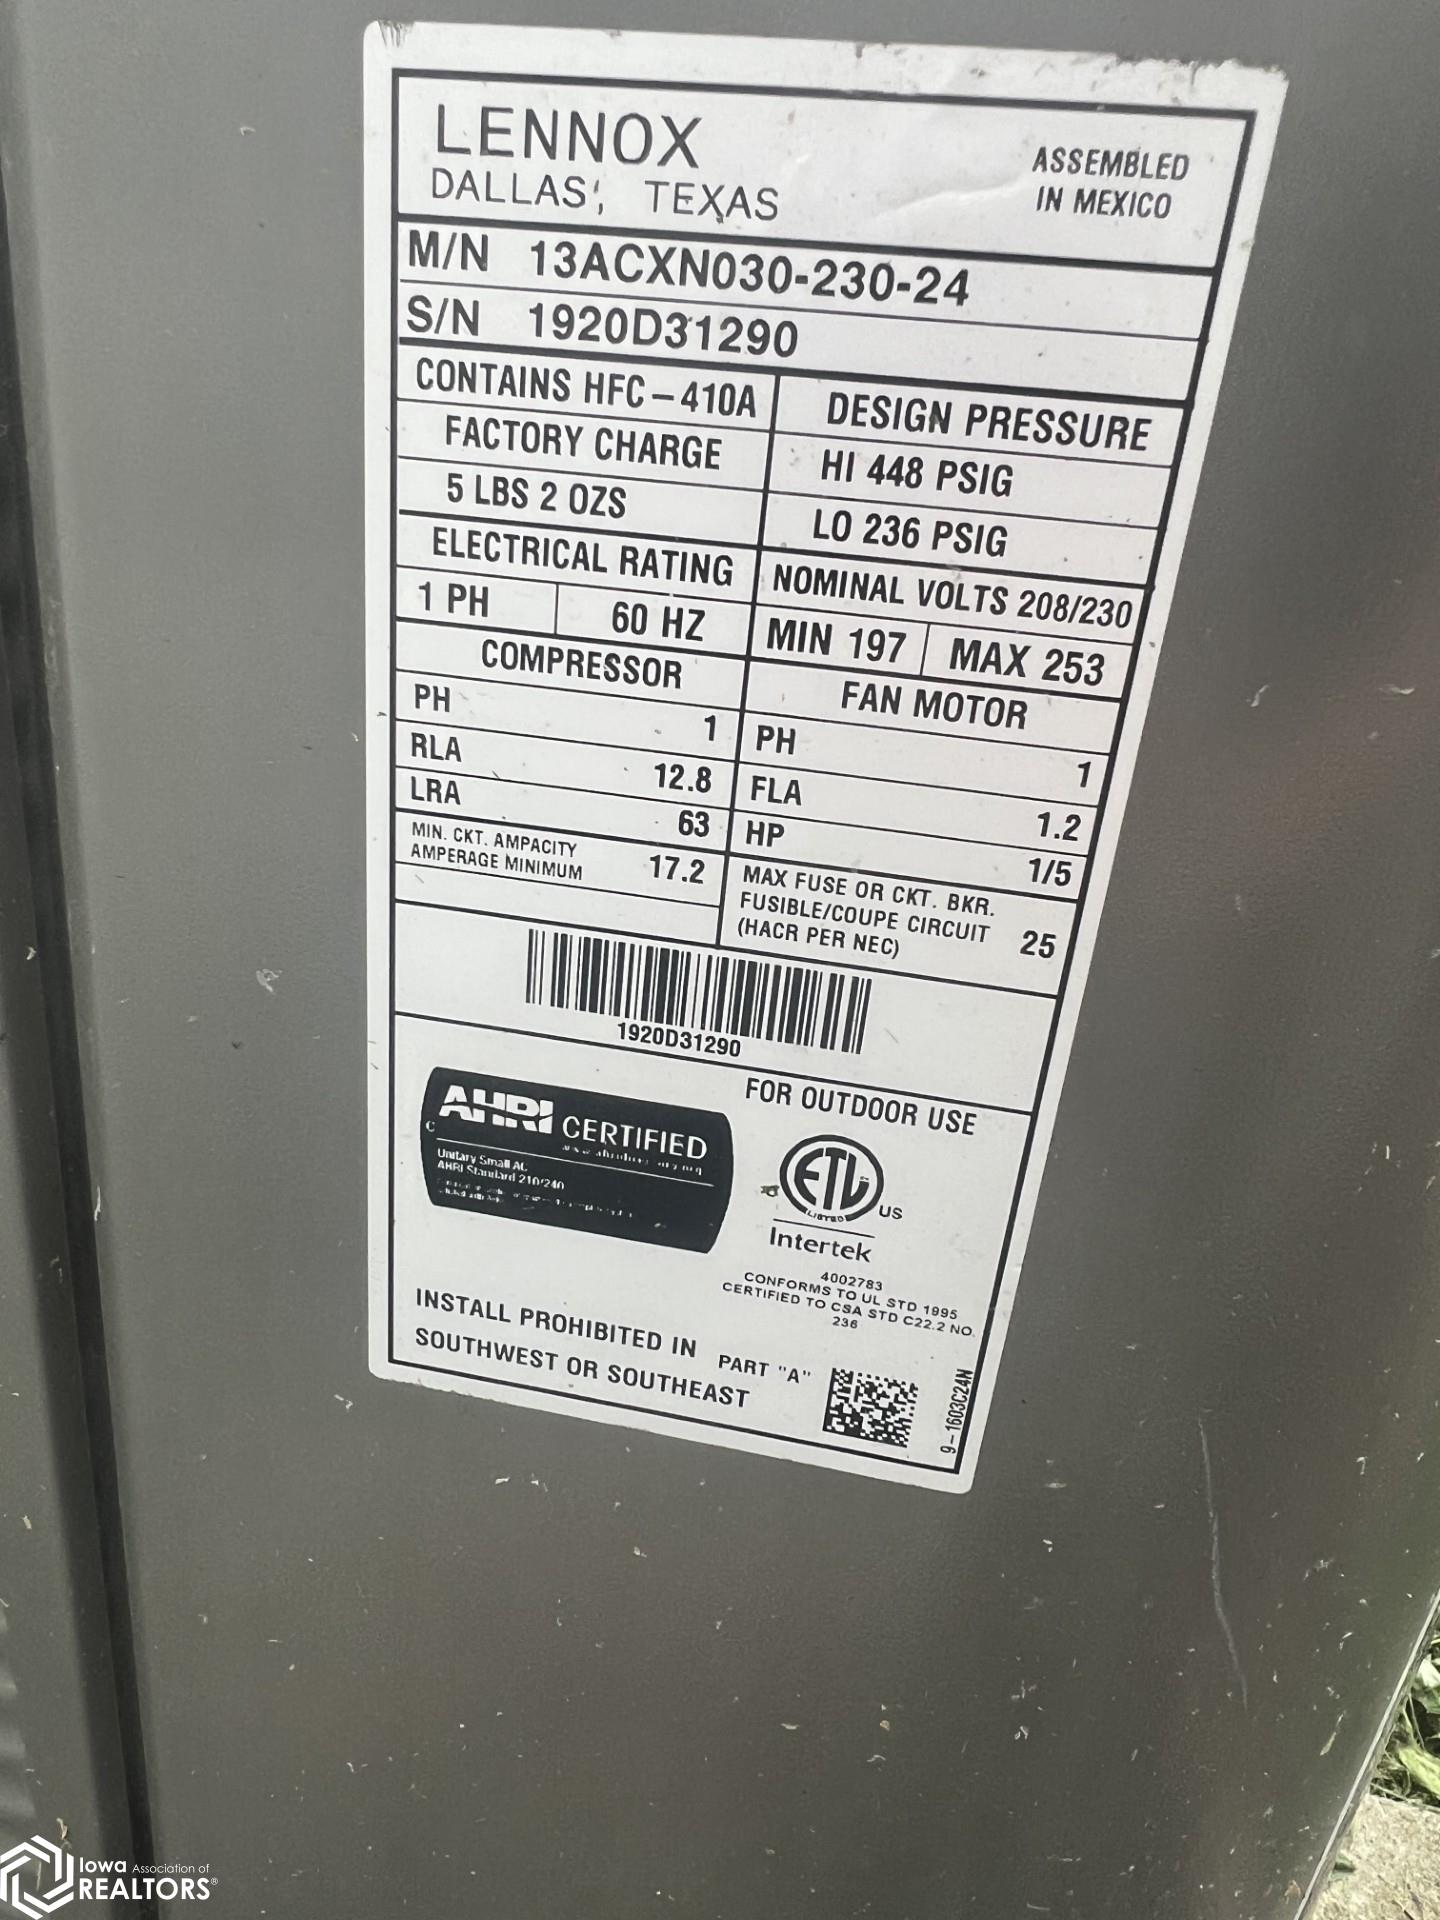 LENNOX
DALLAS, TEXAS
ASSEMBLED
IN MEXICO
M/N 13ACXN030-230-24
S/N 1920D31290
CONTAINS HFC-410A
FACTORY CHARGE
5 LBS 2 OZS
DESIGN PRESSURE
HI 448 PSIG
LO 236 PSIG
ELECTRICAL RATING
1 PH 60 HZ
NOMINAL VOLTS 208/230
MIN 197 MAX 253
COMPRESSOR
PH 1
RLA 12.8
LRA 63
MIN. CKT. AMPACITY
AMPERAGE MINIMUM 17.2
FAN MOTOR
PH 1
FLA 1.2
HP 1/5
MAX FUSE OR CKT. BKR.
FUSIBLE/COUPE CIRCUIT
(HACR PER NEC) 25
1920D31290
AHRI CERTIFIED
Unitary Small AC
AHRI Standard 210/240
FOR OUTDOOR USE
C ETL US
LISTED
Intertek
4002783
CONFORMS TO UL STD 1995
CERTIFIED TO CSA STD C22.2 NO.
236
INSTALL PROHIBITED IN
SOUTHWEST OR SOUTHEAST
PART "A"
9-1603C24N
Iowa Association of
REALTORS®